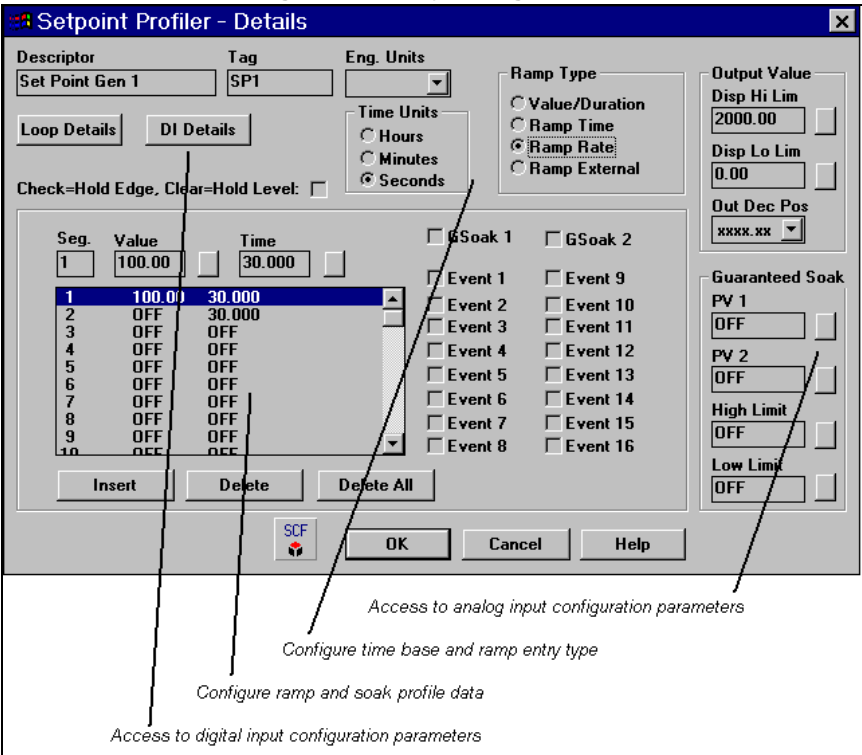 Setpoint Profiler - Details
Descriptor
Tag
Eng. Units
Set Point Gen 1
SP1
Loop Details
DI Details
Time Units
Hours
Minutes
Seconds
Check=Hold Edge, Clear=Hold Level:
Ramp Type
Value/Duration
Ramp Time
Ramp Rate
Ramp External
Output Value
Disp Hi Lim
2000.00
Disp Lo Lim
0.00
Out Dec Pos
xxxx.xx
Seg.
Value
Time
1
100.00
30.000
1 100.00 30.000
2 OFF 30.000
3 OFF OFF
4 OFF OFF
5 OFF OFF
6 OFF OFF
7 OFF OFF
8 OFF OFF
9 OFF OFF
10 OFF OFF
Insert
Delete
Delete All
GSoak 1
GSoak 2
Event 1
Event 9
Event 2
Event 10
Event 3
Event 11
Event 4
Event 12
Event 5
Event 13
Event 6
Event 14
Event 7
Event 15
Event 8
Event 16
Guaranteed Soak
PV 1
OFF
PV 2
OFF
High Limit
OFF
Low Limit
OFF
SCF
OK
Cancel
Help
Access to analog input configuration parameters
Configure time base and ramp entry type
Configure ramp and soak profile data
Access to digital input configuration parameters